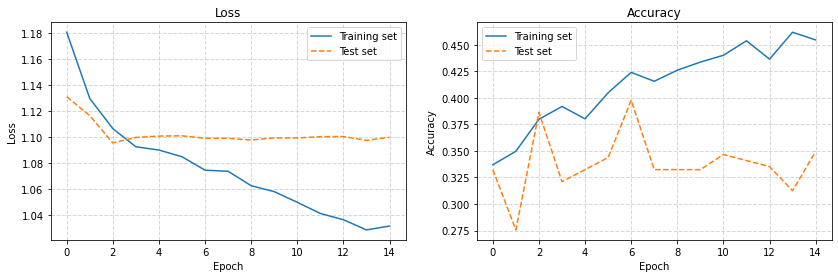 Loss
Training set
Test set
1.18
1.16
1.14
1.12
1.10
1.08
1.06
1.04
Loss
0 2 4 6 8 10 12 14
Epoch
Accuracy
Training set
Test set
0.450
0.425
0.400
0.375
0.350
0.325
0.300
0.275
Accuracy
0 2 4 6 8 10 12 14
Epoch